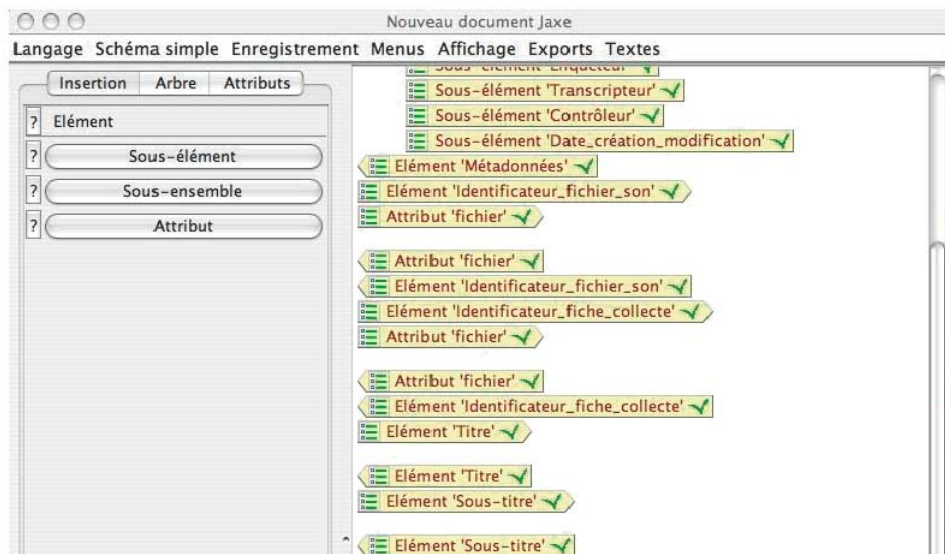 Nouveau document Jaxe
Langage Schéma simple Enregistrement Menus Affichage Exports Textes
Insertion Arbre Attributs
? Elément
? Sous-élément
? Sous-ensemble
? Attribut
Sous-élément 'Enquêteur'
Sous-élément 'Transcripteur'
Sous-élément 'Contrôleur'
Sous-élément 'Date_création_modification'
Elément 'Métadonnées'
Elément 'Identificateur_fichier_son'
Attribut 'fichier'
Attribut 'fichier'
Elément 'Identificateur_fichier_son'
Elément 'Identificateur_fiche_collecte'
Attribut 'fichier'
Attribut 'fichier'
Elément 'Identificateur_fiche_collecte'
Elément 'Titre'
Elément 'Titre'
Elément 'Sous-titre'
Elément 'Sous-titre'